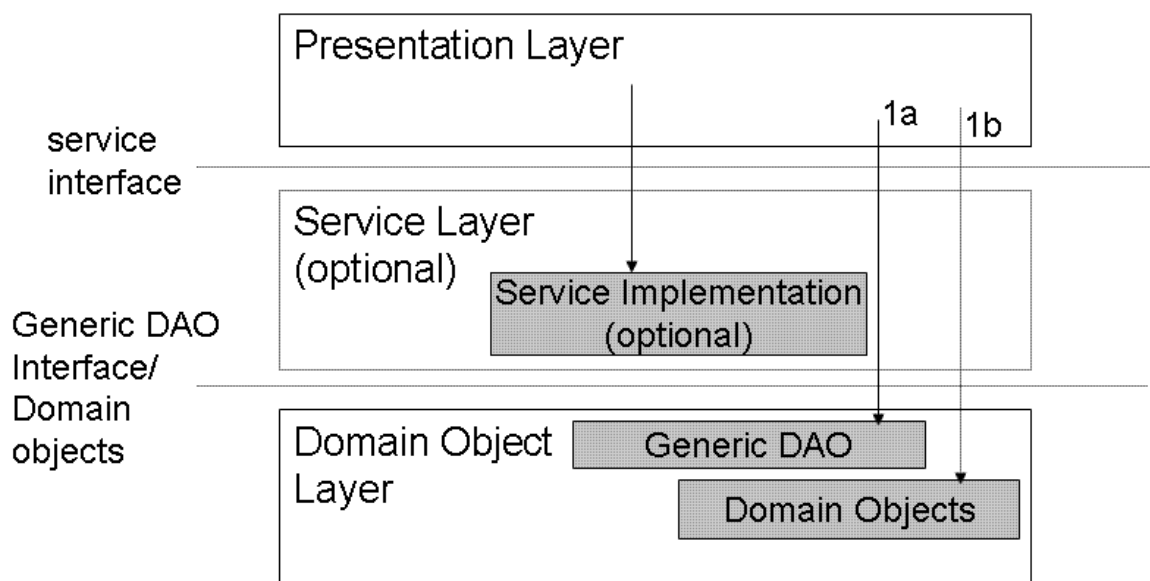 Presentation Layer
1a
1b
service
interface
Service Layer
(optional)
Service Implementation
(optional)
Generic DAO
Interface/
Domain
objects
Domain Object
Layer
Generic DAO
Domain Objects